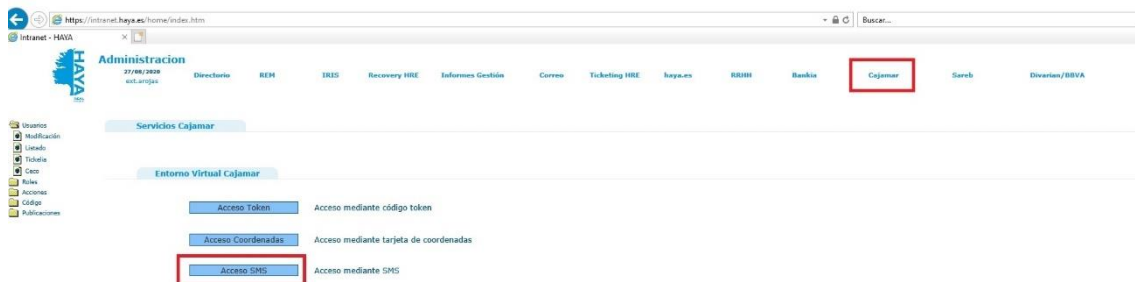 https://intranet.haya.es/home/index.htm
Buscar...
Intranet - HAYA
HAYA
Administracion
27/08/2020
ext.arojas
Directorio REM IRIS Recovery HRE Informes Gestión Correo Ticketing HRE haya.es RRHH Bankia Cajamar Sareb Divarian/BBVA
Usuarios
Modificación
Listado
Tickelia
Ceco
Roles
Acciones
Código
Publicaciones
Servicios Cajamar
Entorno Virtual Cajamar
Acceso Token Acceso mediante código token
Acceso Coordenadas Acceso mediante tarjeta de coordenadas
Acceso SMS Acceso mediante SMS